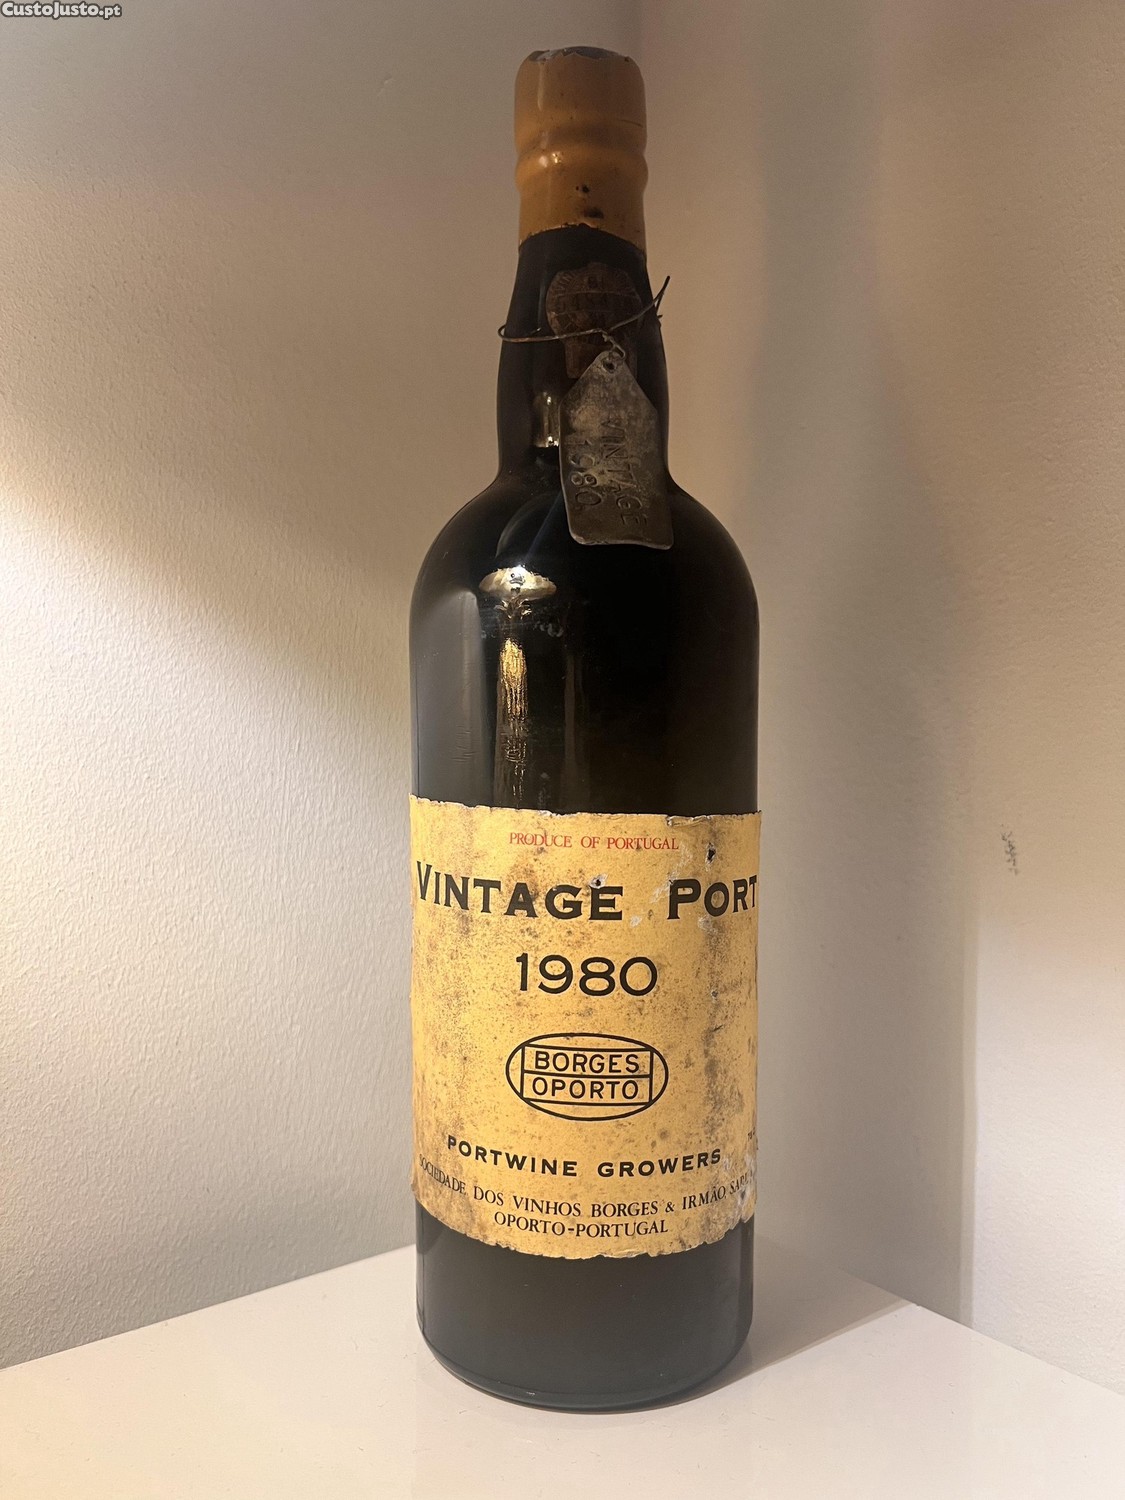 CustoJusto.pt
VINTAGE
1980
PRODUCE OF PORTUGAL
VINTAGE PORT
1980
BORGES
OPORTO
PORTWINE GROWERS
SOCIEDADE DOS VINHOS BORGES & IRMÃO,
OPORTO-PORTUGAL